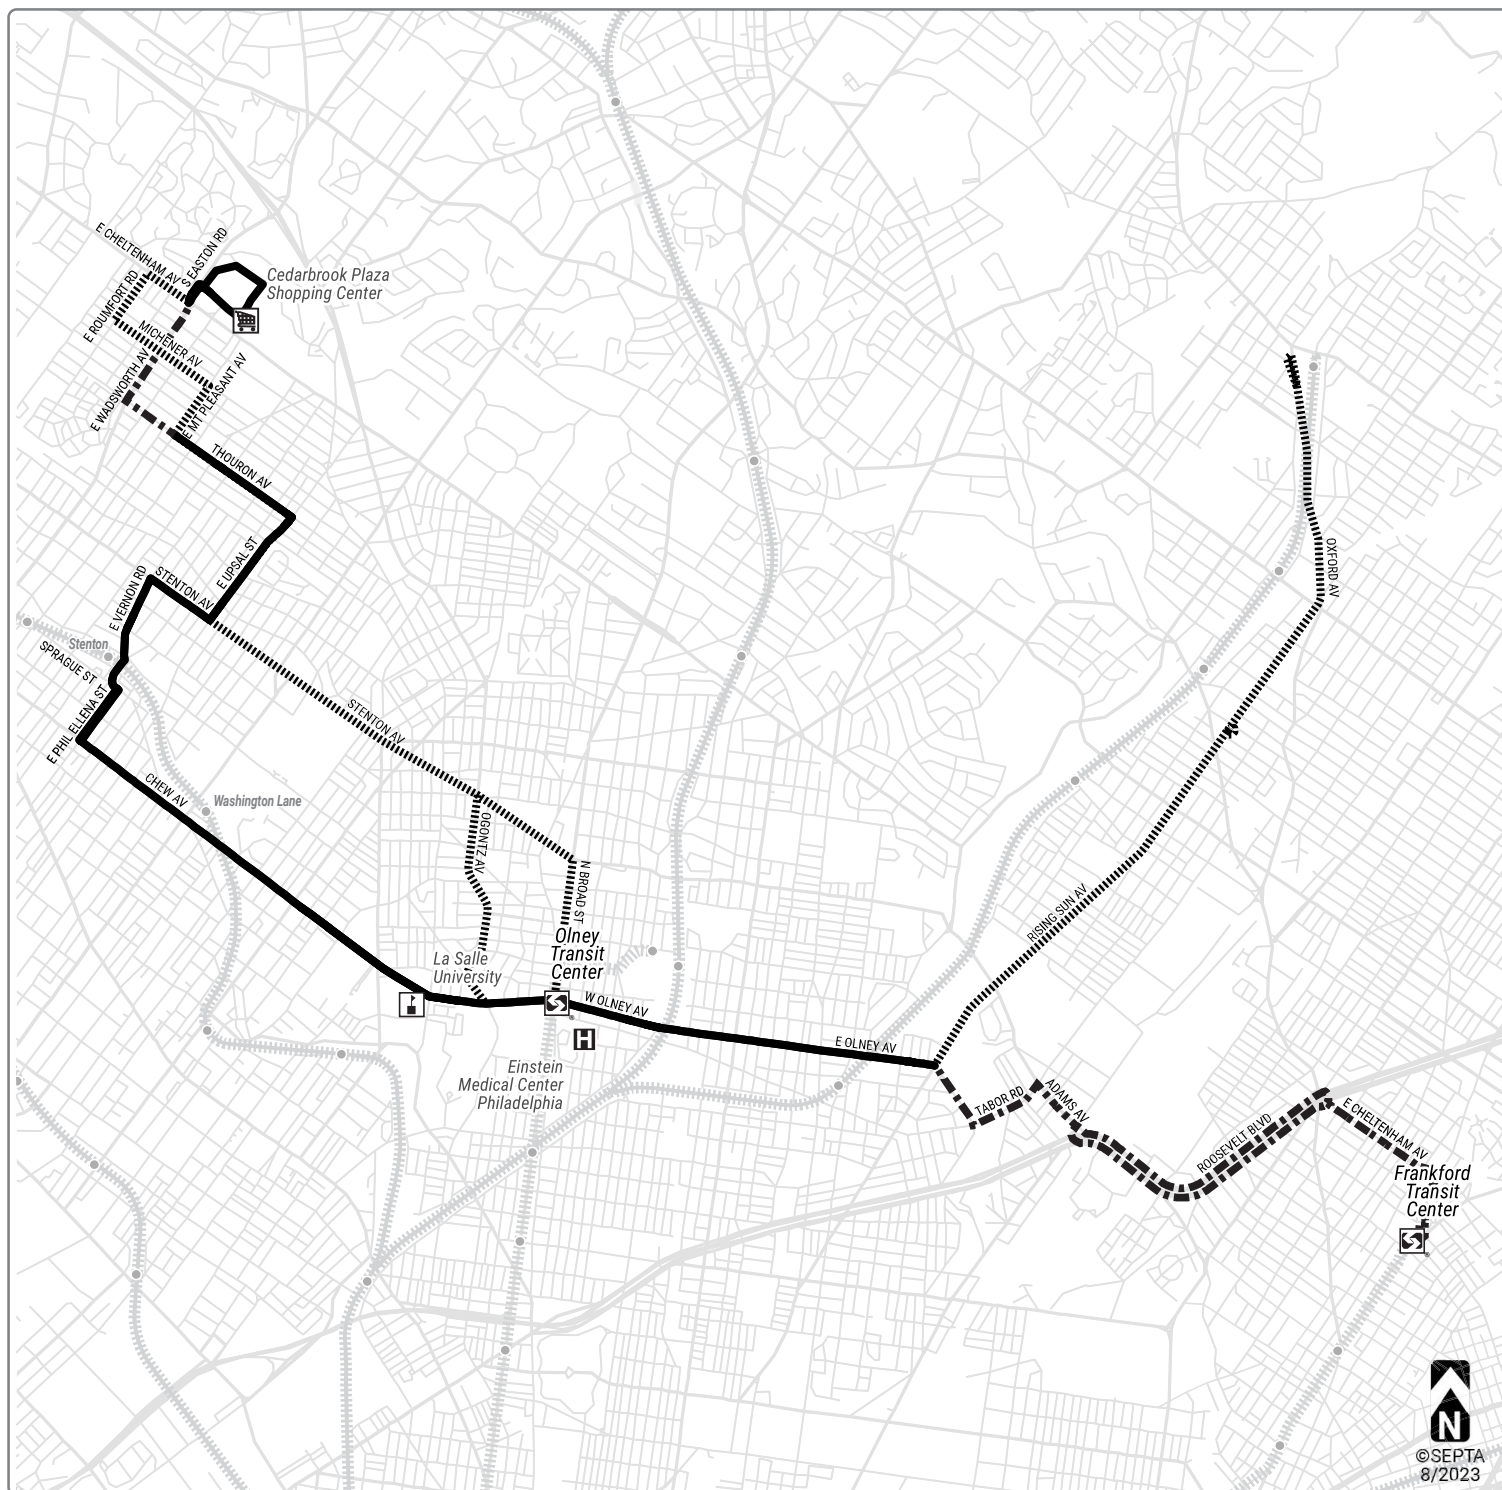 E CHELTENHAM AV
S EASTON RD
Cedarbrook Plaza
Shopping Center
E ROUMFORT RD
MICHENER AV
E WADSWORTH AV
E MT PLEASANT AV
THOURON AV
E UPSAL ST
E VERNON RD
STENTON AV
Stenton
SPRAGUE ST
E PHIL ELLENA ST
STENTON AV
CHEW AV
Washington Lane
OGONTZ AV
N BROAD ST
OXFORD AV
RISING SUN AV
La Salle
University
Olney
Transit
Center
W OLNEY AV
E OLNEY AV
H
Einstein
Medical Center
Philadelphia
TABOR RD
ADAMS AV
ROOSEVELT BLVD
E CHELTENHAM AV
Frankford
Transit
Center
N
©SEPTA
8/2023